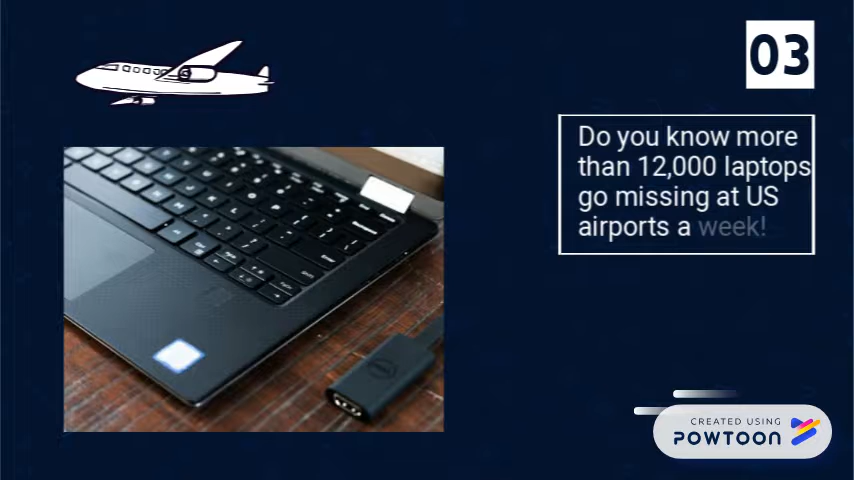 03
Do you know more
than 12,000 laptops
go missing at US
airports a week!
CREATED USING
POWTOON